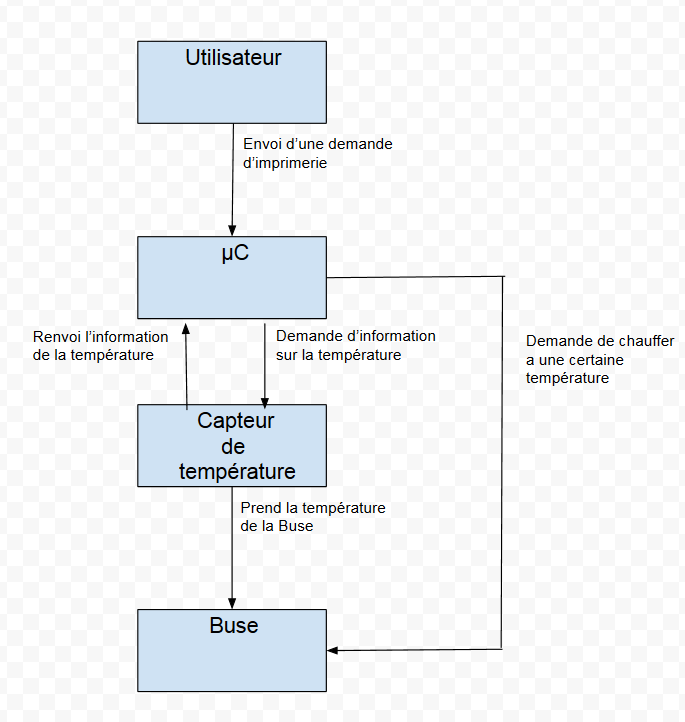 Utilisateur
Envoi d'une demande
d'imprimerie
µC
Renvoi l'information
de la température
Demande d'information
sur la température
Demande de chauffer
a une certaine
température
Capteur
de
température
Prend la température
de la Buse
Buse